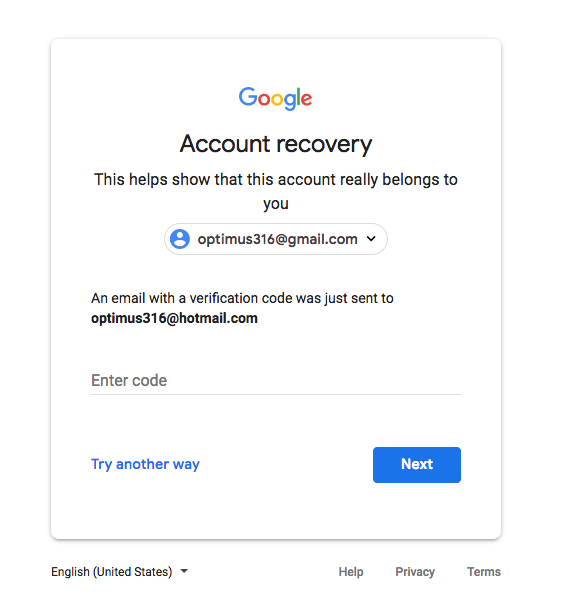 Google
Account recovery
This helps show that this account really belongs to
you
optimus316@gmail.com
An email with a verification code was just sent to
optimus316@hotmail.com
Enter code
Try another way
Next
English (United States)
Help
Privacy
Terms